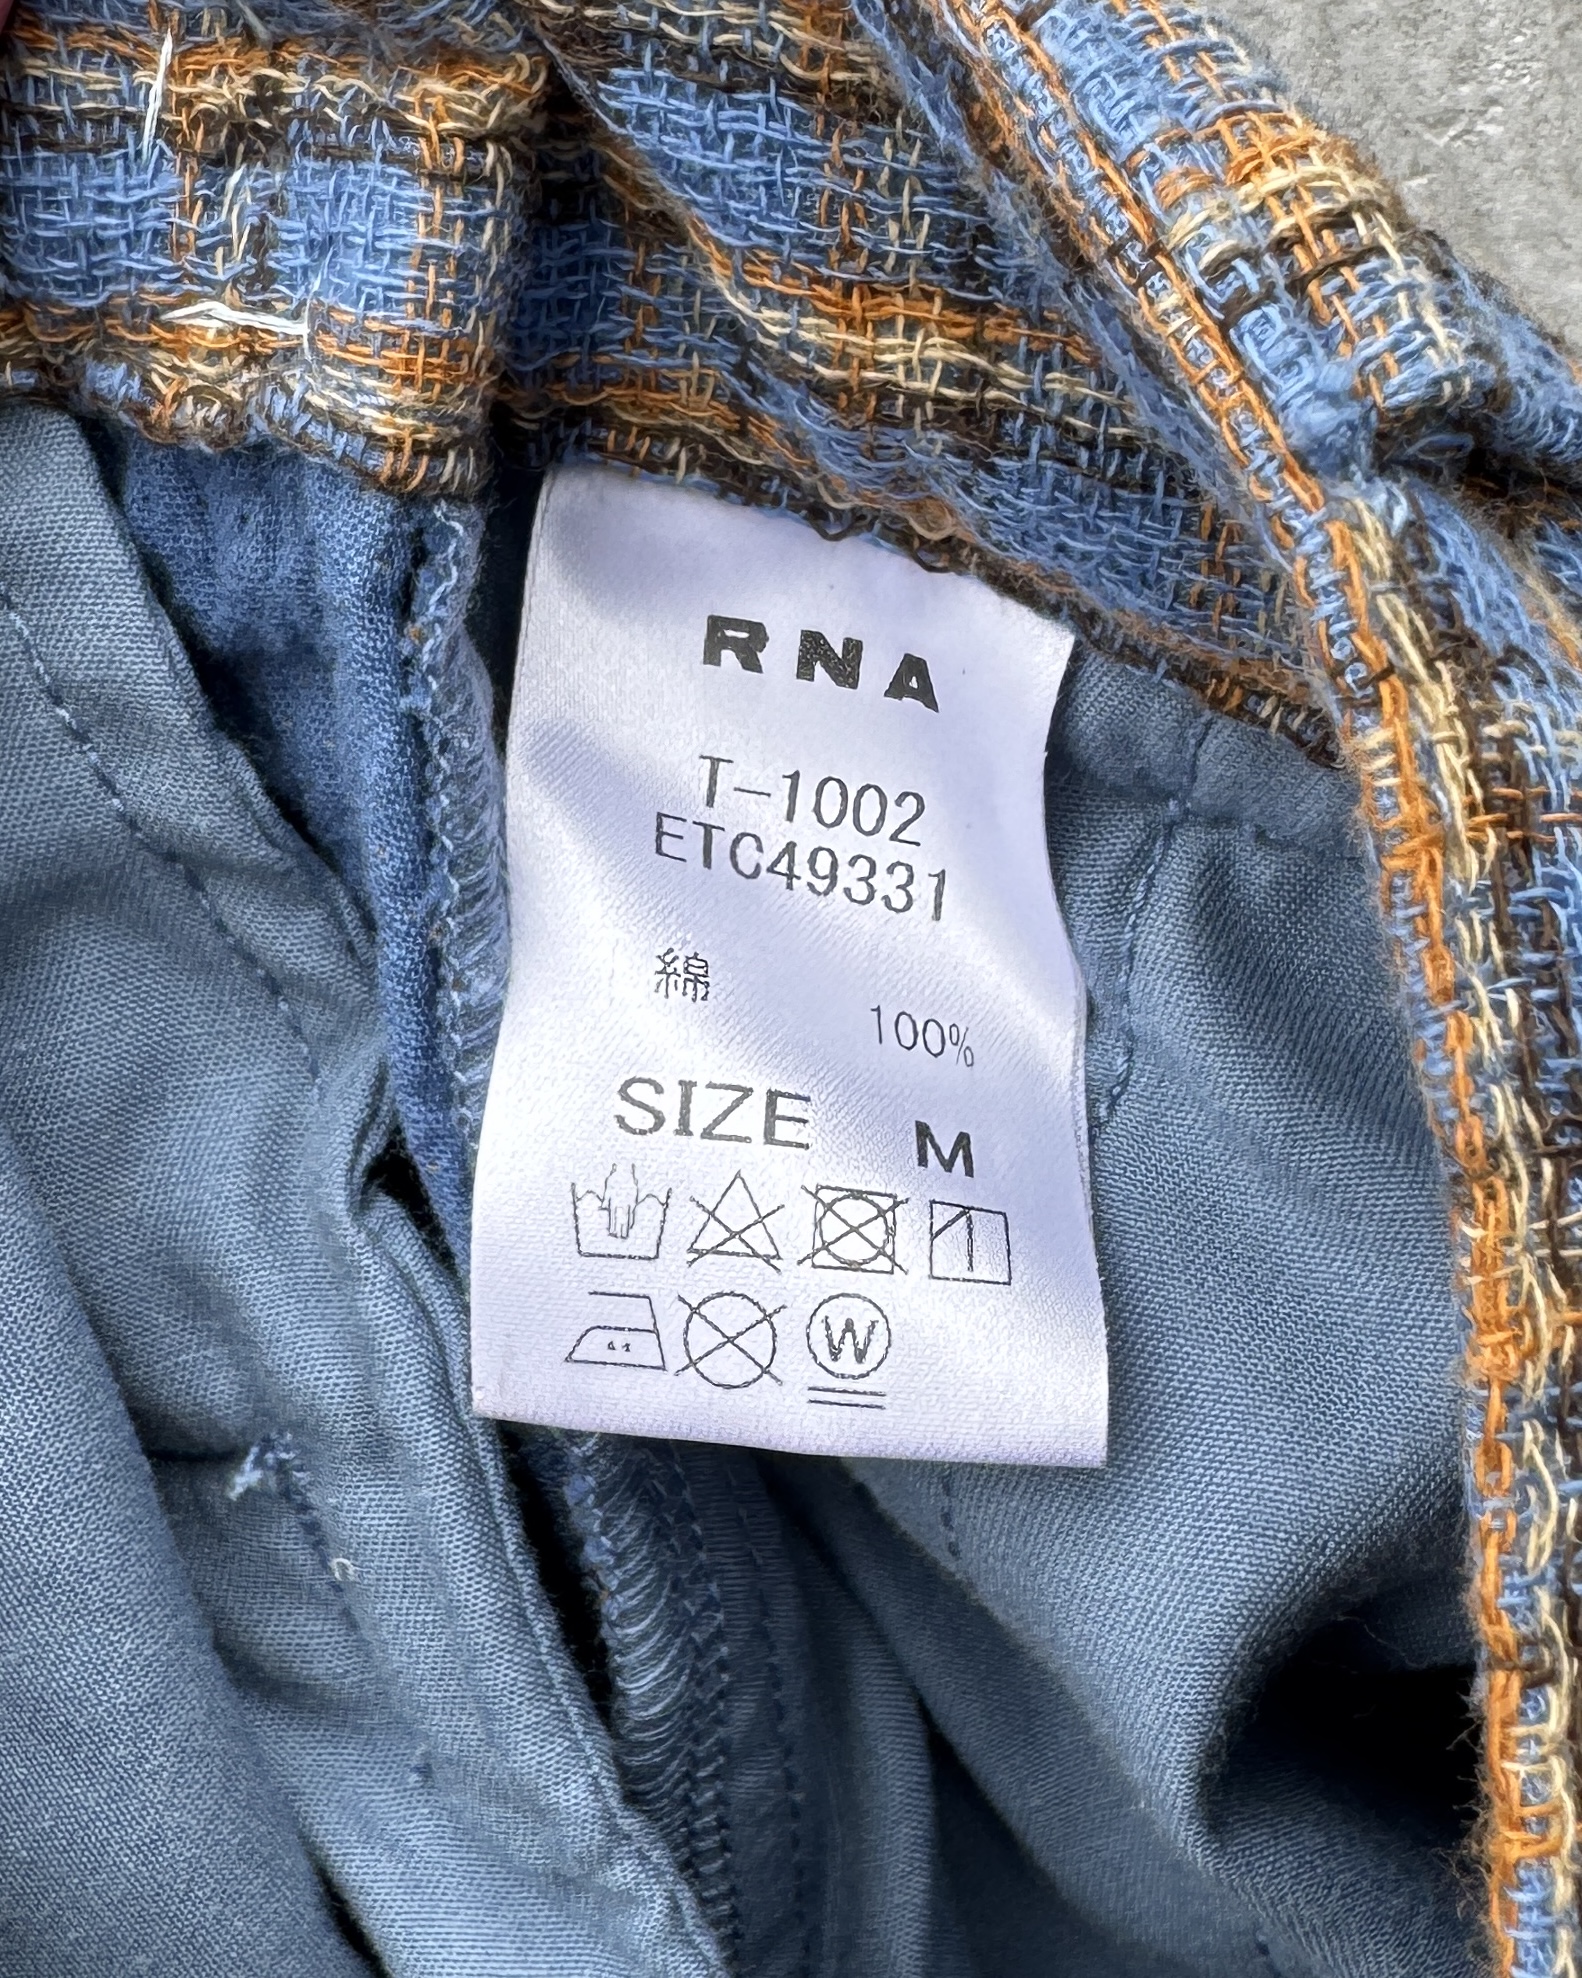 RNA
T-1002
ETC49331
綿 100%
SIZE M
W